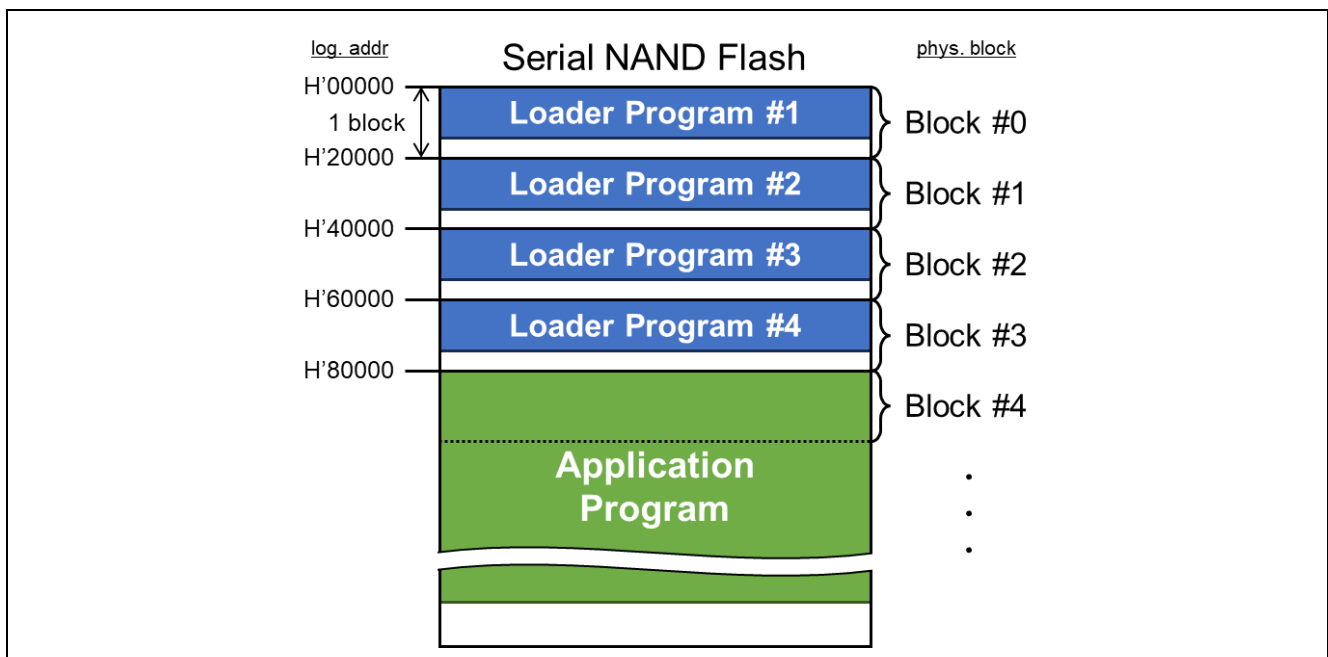 log. addr
Serial NAND Flash
phys. block
H’00000
Loader Program #1
Block #0
1 block
H’20000
Loader Program #2
Block #1
H’40000
Loader Program #3
Block #2
H’60000
Loader Program #4
Block #3
H’80000
Block #4
Application
Program